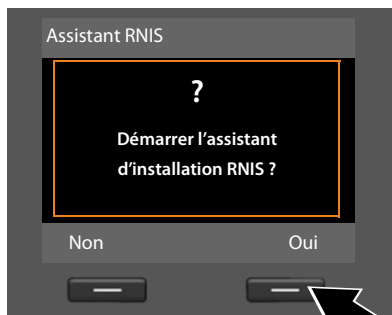 Assistant RNIS
?
Démarrer l’assistant
d’installation RNIS ?
Non Oui